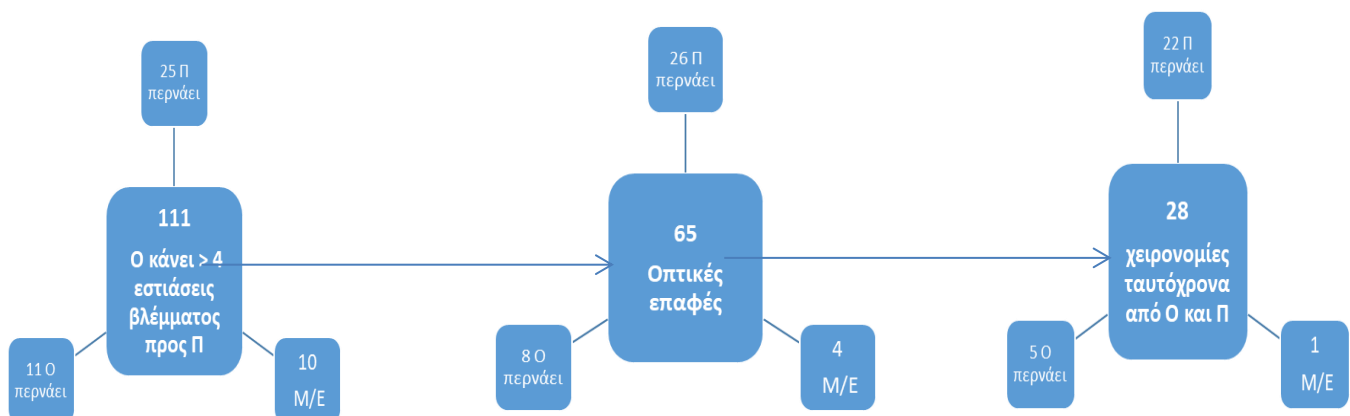 25 Π
περνάει
111
Ο κάνει > 4
εστιάσεις
βλέμματος
προς Π
11 Ο
περνάει
10
Μ/Ε
26 Π
περνάει
65
Οπτικές
επαφές
8 Ο
περνάει
4
Μ/Ε
22 Π
περνάει
28
χειρονομίες
ταυτόχρονα
από Ο και Π
5 Ο
περνάει
1
Μ/Ε